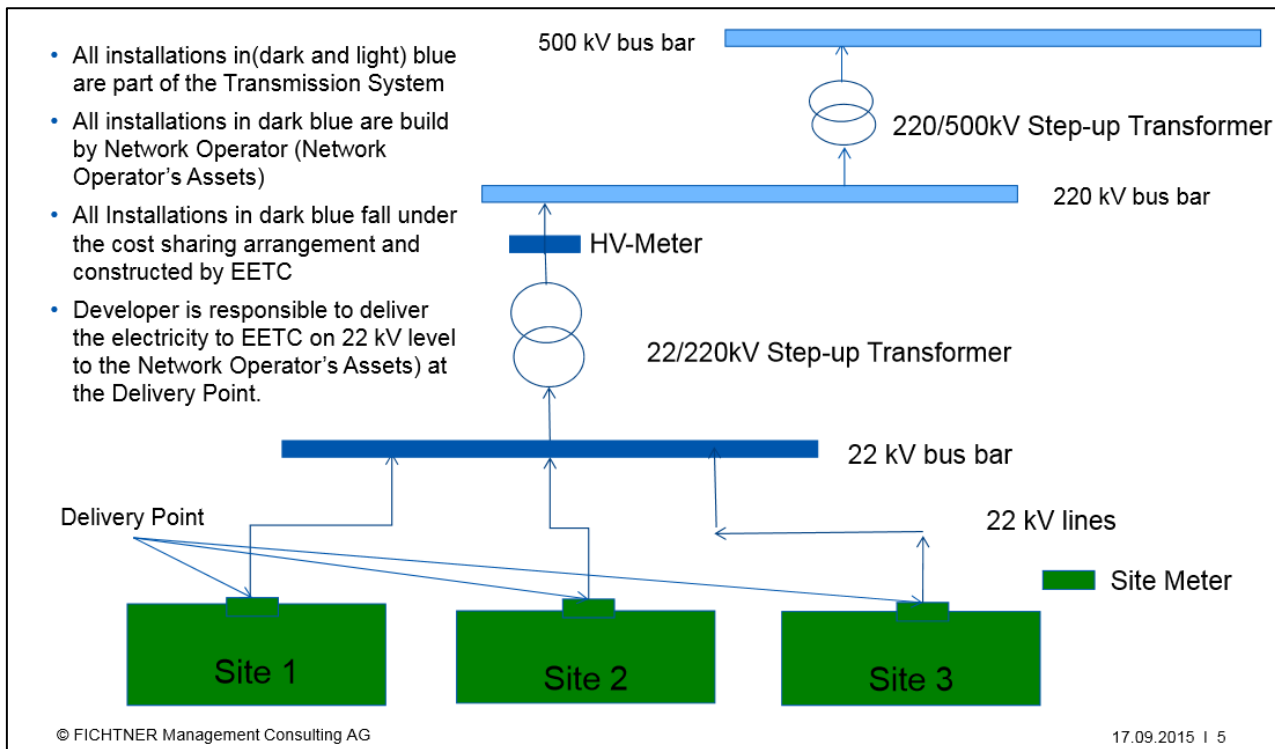 • All installations in(dark and light) blue
are part of the Transmission System
• All installations in dark blue are build
by Network Operator (Network
Operator's Assets)
• All Installations in dark blue fall under
the cost sharing arrangement and
constructed by EETC
• Developer is responsible to deliver
the electricity to EETC on 22 kV level
to the Network Operator's Assets) at
the Delivery Point.
500 kV bus bar
220/500kV Step-up Transformer
220 kV bus bar
HV-Meter
22/220kV Step-up Transformer
22 kV bus bar
Delivery Point
22 kV lines
Site Meter
Site 1
Site 2
Site 3
© FICHTNER Management Consulting AG
17.09.2015 I 5